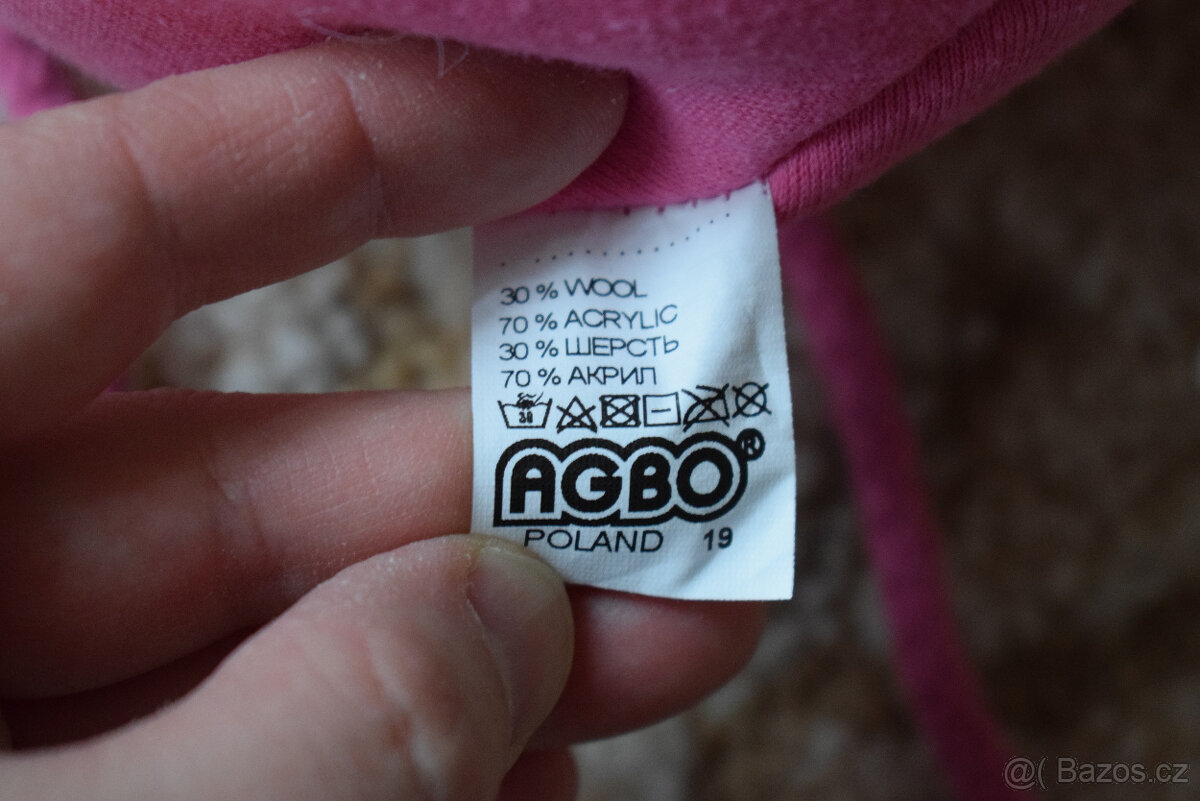 30 % WOOL
70 % ACRYLIC
30 % ШЕРСТЬ
70 % АКРИЛ
30
AGBO®
POLAND 19
@( Bazos.cz